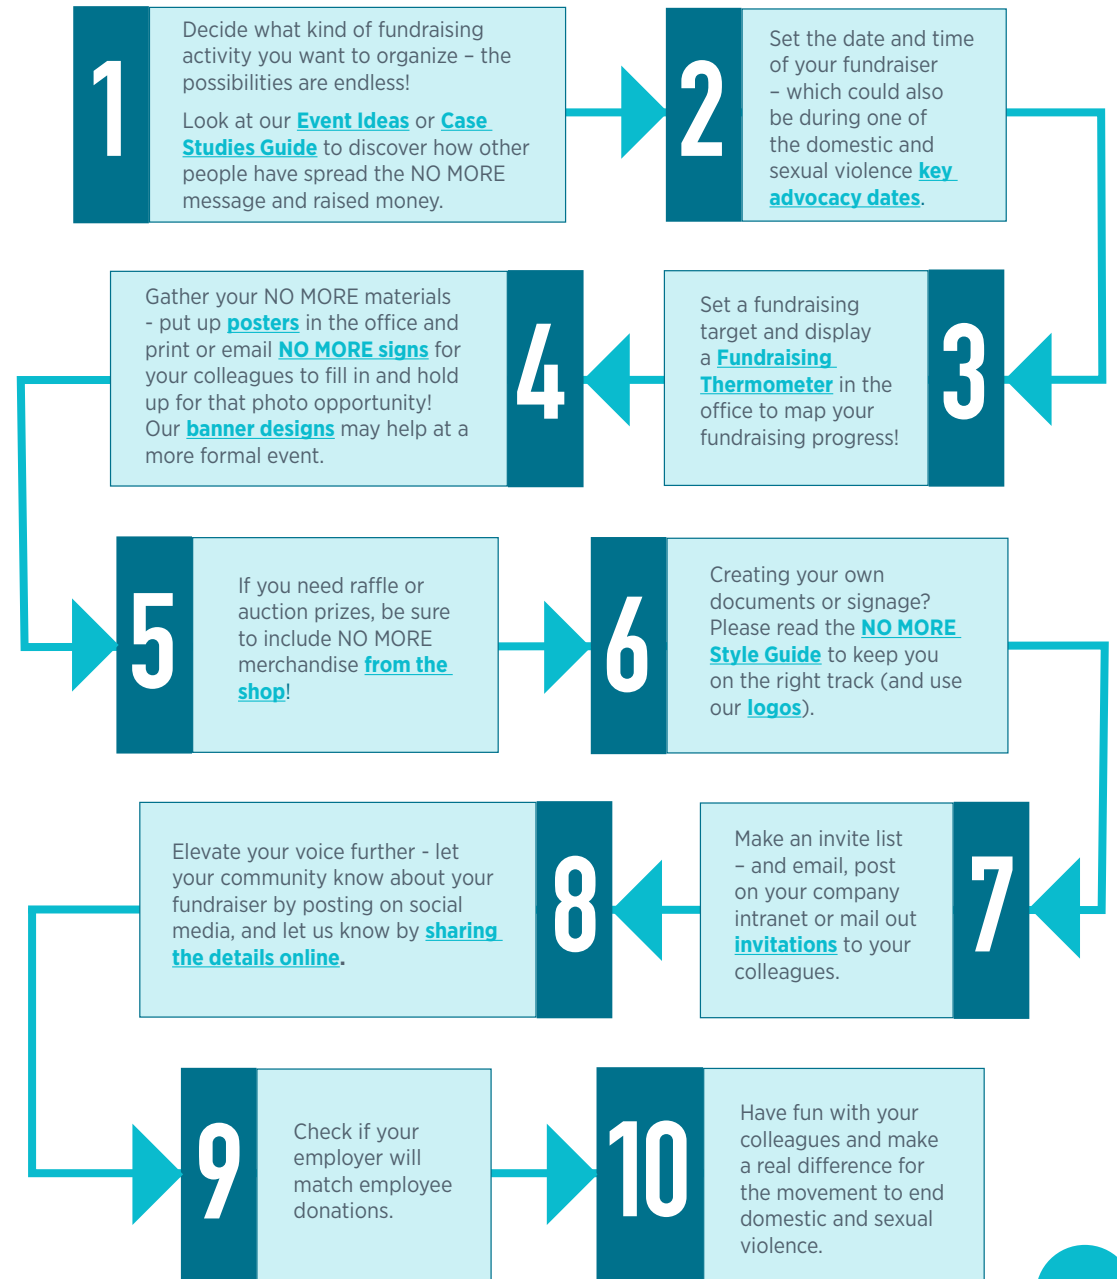 1
Decide what kind of fundraising
activity you want to organize – the
possibilities are endless!
Look at our Event Ideas or Case
Studies Guide to discover how other
people have spread the NO MORE
message and raised money.
2
Set the date and time
of your fundraiser
– which could also
be during one of
the domestic and
sexual violence key
advocacy dates.
3
Set a fundraising
target and display
a Fundraising
Thermometer in the
office to map your
fundraising progress!
4
Gather your NO MORE materials
- put up posters in the office and
print or email NO MORE signs for
your colleagues to fill in and hold
up for that photo opportunity!
Our banner designs may help at a
more formal event.
5
If you need raffle or
auction prizes, be sure
to include NO MORE
merchandise from the
shop!
6
Creating your own
documents or signage?
Please read the NO MORE
Style Guide to keep you
on the right track (and use
our logos).
7
Make an invite list
– and email, post
on your company
intranet or mail out
invitations to your
colleagues.
8
Elevate your voice further - let
your community know about your
fundraiser by posting on social
media, and let us know by sharing
the details online.
9
Check if your
employer will
match employee
donations.
10
Have fun with your
colleagues and make
a real difference for
the movement to end
domestic and sexual
violence.